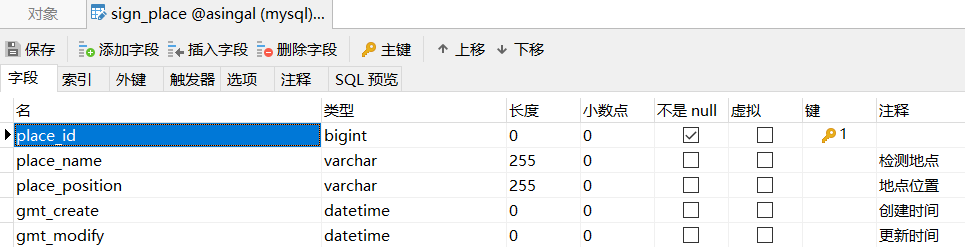 对象 sign_place @asingal (mysql)...
保存 添加字段 插入字段 删除字段 主键 上移 下移
字段 索引 外键 触发器 选项 注释 SQL 预览
名 类型 长度 小数点 不是 null 虚拟 键 注释
place_id bigint 0 0 1
place_name varchar 255 0 检测地点
place_position varchar 255 0 地点位置
gmt_create datetime 0 0 创建时间
gmt_modify datetime 0 0 更新时间